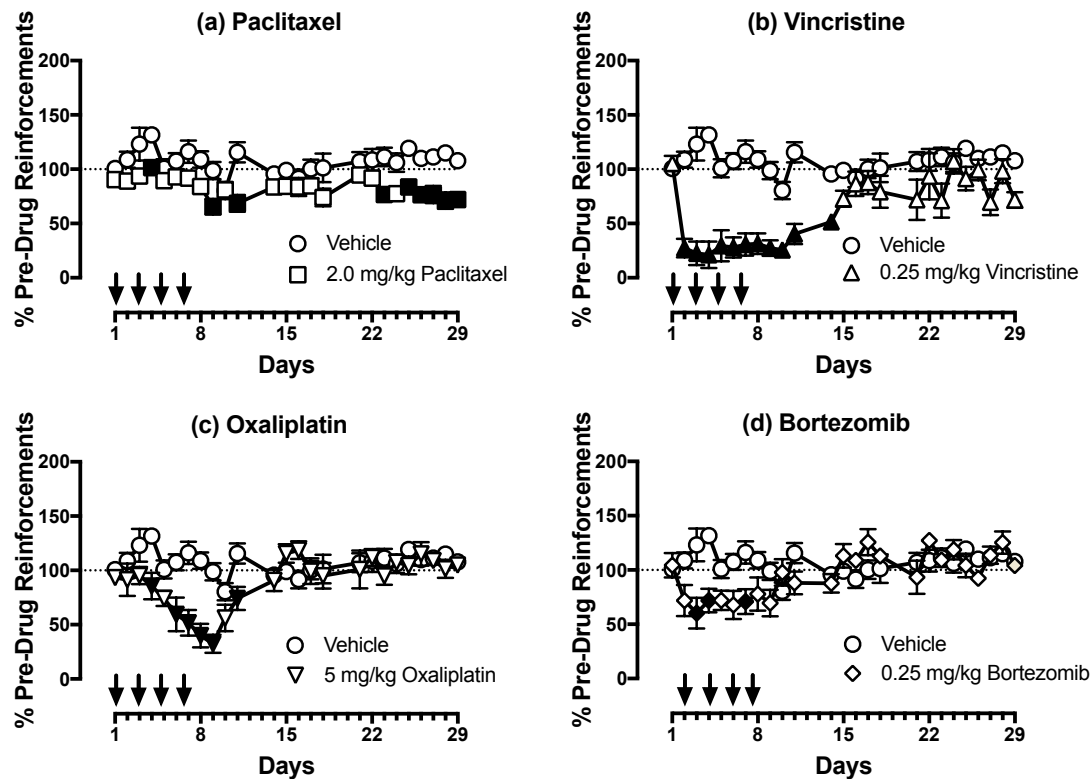 (a) Paclitaxel
% Pre-Drug Reinforcements
200
150
100
50
0
Vehicle
2.0 mg/kg Paclitaxel
1 8 15 22 29
Days
(b) Vincristine
% Pre-Drug Reinforcements
200
150
100
50
0
Vehicle
0.25 mg/kg Vincristine
1 8 15 22 29
Days
(c) Oxaliplatin
% Pre-Drug Reinforcements
200
150
100
50
0
Vehicle
5 mg/kg Oxaliplatin
1 8 15 22 29
Days
(d) Bortezomib
% Pre-Drug Reinforcements
200
150
100
50
0
Vehicle
0.25 mg/kg Bortezomib
1 8 15 22 29
Days